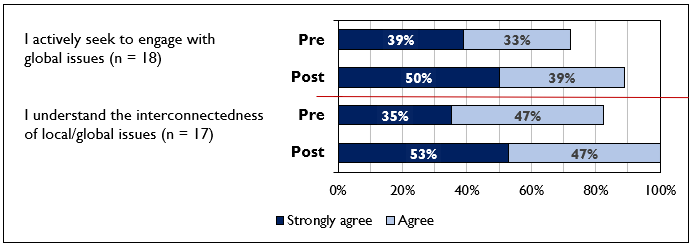 I actively seek to engage with
global issues (n = 18)
Pre
39%
33%
Post
50%
39%
I understand the interconnectedness
of local/global issues (n = 17)
Pre
35%
47%
Post
53%
47%
0% 20% 40% 60% 80% 100%
Strongly agree Agree